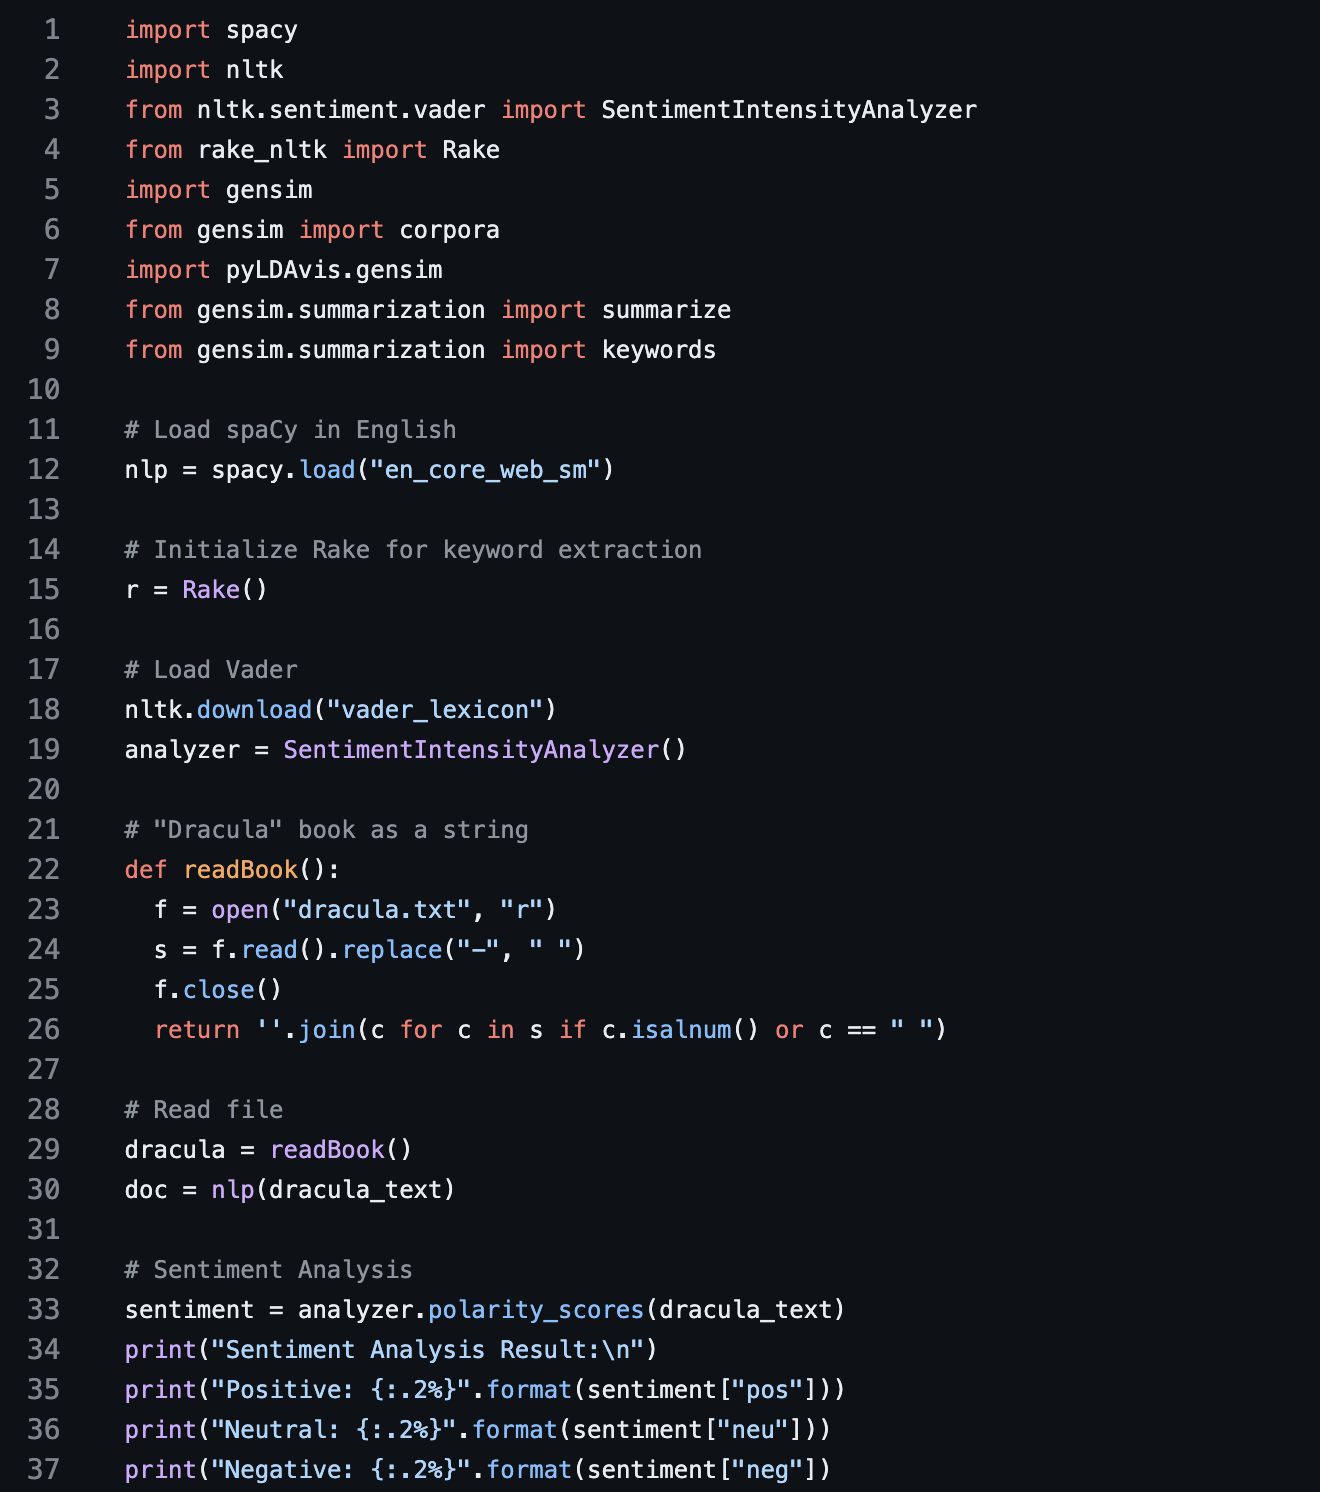 1 import spacy
2 import nltk
3 from nltk.sentiment.vader import SentimentIntensityAnalyzer
4 from rake_nltk import Rake
5 import gensim
6 from gensim import corpora
7 import pyLDAvis.gensim
8 from gensim.summarization import summarize
9 from gensim.summarization import keywords
10
11 # Load spaCy in English
12 nlp = spacy.load("en_core_web_sm")
13
14 # Initialize Rake for keyword extraction
15 r = Rake()
16
17 # Load Vader
18 nltk.download("vader_lexicon")
19 analyzer = SentimentIntensityAnalyzer()
20
21 # "Dracula" book as a string
22 def readBook():
23   f = open("dracula.txt", "r")
24   s = f.read().replace("–", " ")
25   f.close()
26   return ''.join(c for c in s if c.isalnum() or c == " ")
27
28 # Read file
29 dracula = readBook()
30 doc = nlp(dracula_text)
31
32 # Sentiment Analysis
33 sentiment = analyzer.polarity_scores(dracula_text)
34 print("Sentiment Analysis Result:\n")
35 print("Positive: {:.2%}".format(sentiment["pos"]))
36 print("Neutral: {:.2%}".format(sentiment["neu"]))
37 print("Negative: {:.2%}".format(sentiment["neg"])